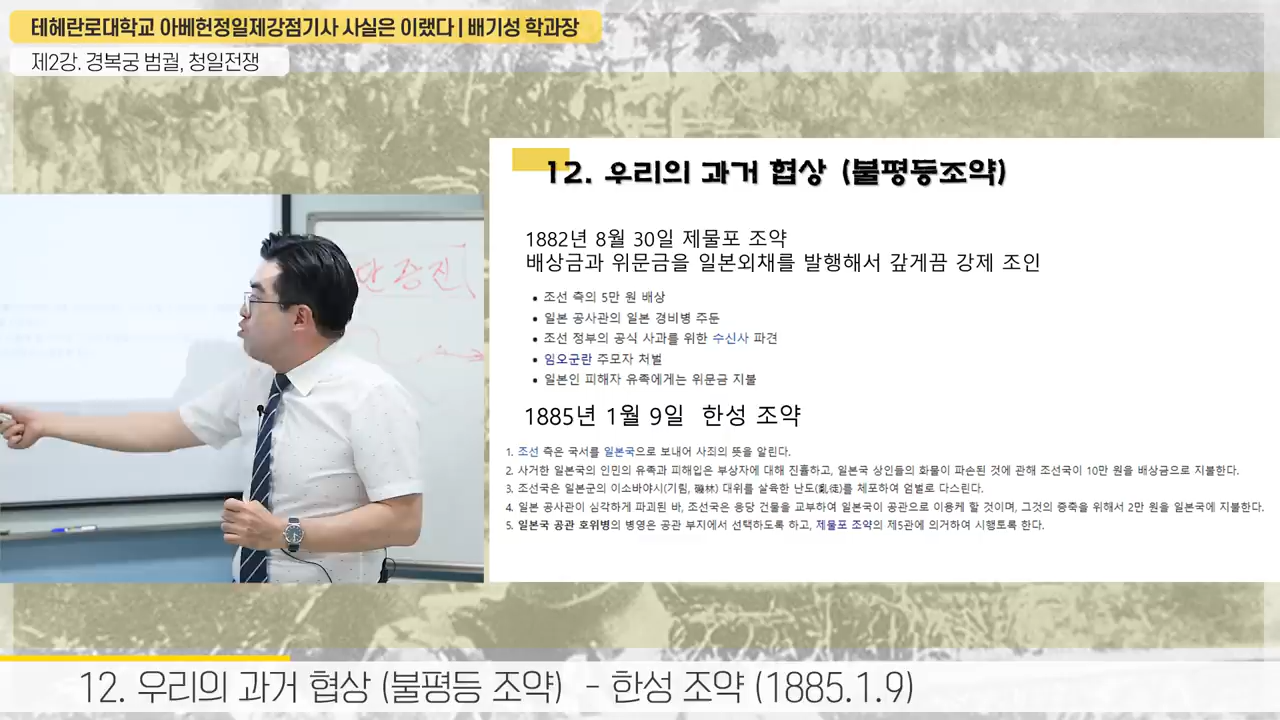 테헤란로대학교 아베헌정일제강점기사 사실은 이랬다 | 배기성 학과장
제2강. 경복궁 범궐, 청일전쟁
12. 우리의 과거 협상 (불평등조약)
1882년 8월 30일 제물포 조약
배상금과 위문금을 일본외채를 발행해서 갚게끔 강제 조인
• 조선 측의 5만 원 배상
• 일본 공사관의 일본 경비병 주둔
• 조선 정부의 공식 사과를 위한 수신사 파견
• 임오군란 주모자 처벌
• 일본인 피해자 유족에게는 위문금 지불
1885년 1월 9일 한성 조약
1. 조선 측은 국서를 일본국으로 보내어 사죄의 뜻을 알린다.
2. 사거한 일본국의 인민의 유족과 피해입은 부상자에 대해 진휼하고, 일본국 상인들의 화물이 파손된 것에 관해 조선국이 10만 원을 배상금으로 지불한다.
3. 조선국은 일본군의 이소바야시(기림, 磯林) 대위를 살육한 난도(亂徒)를 체포하여 엄벌로 다스린다.
4. 일본 공사관이 심각하게 파괴된 바, 조선국은 응당 건물을 교부하여 일본국이 공관으로 이용케 할 것이며, 그것의 증축을 위해서 2만 원을 일본국에 지불한다.
5. 일본국 공관 호위병의 병영은 공관 부지에서 선택하도록 하고, 제물포 조약의 제5관에 의거하여 시행토록 한다.
12. 우리의 과거 협상 (불평등 조약) - 한성 조약 (1885.1.9)